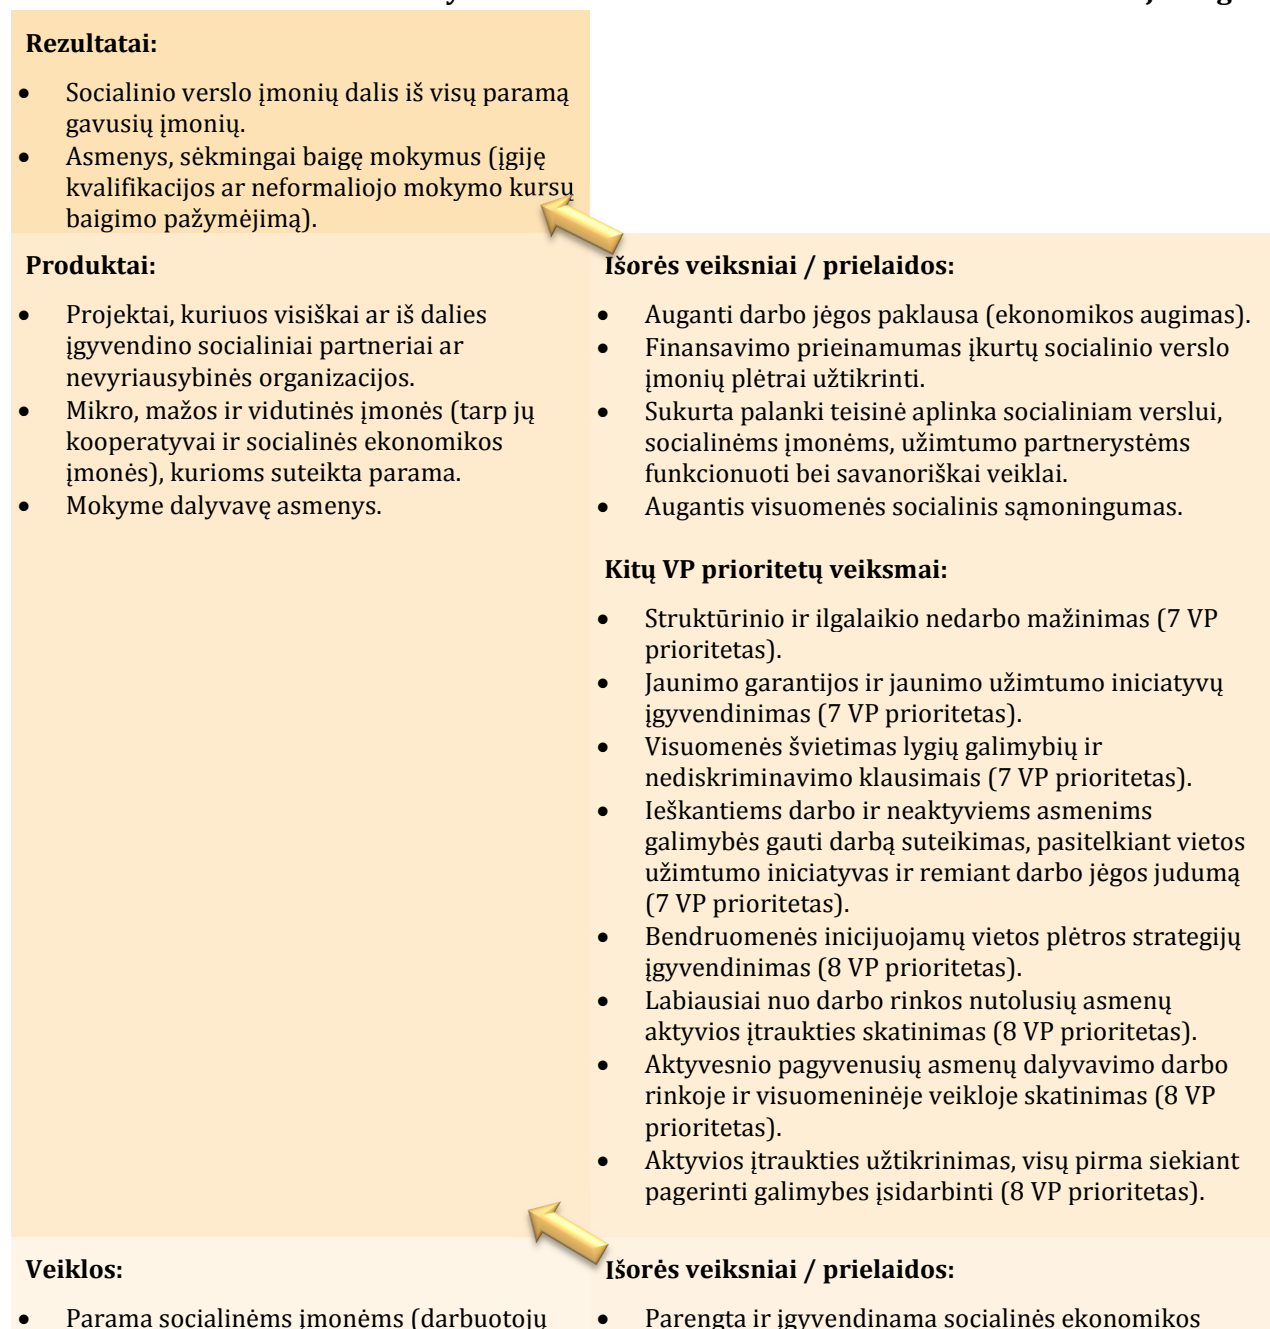 Rezultatai:
• Socialinio verslo įmonių dalis iš visų paramą
gavusių įmonių.
• Asmenys, sėkmingai baigę mokymus (įgiję
kvalifikacijos ar neformaliojo mokymo kursų
baigimo pažymėjimą).
Produktai:
• Projektai, kuriuos visiškai ar iš dalies
įgyvendino socialiniai partneriai ar
nevyriausybinės organizacijos.
• Mikro, mažos ir vidutinės įmonės (tarp jų
kooperatyvai ir socialinės ekonomikos
įmonės), kurioms suteikta parama.
• Mokyme dalyvavę asmenys.
Išorės veiksniai / prielaidos:
• Auganti darbo jėgos paklausa (ekonomikos augimas).
• Finansavimo prieinamumas įkurtų socialinio verslo
įmonių plėtrai užtikrinti.
• Sukurta palanki teisinė aplinka socialiniam verslui,
socialinėms įmonėms, užimtumo partnerystėms
funkcionuoti bei savanoriškai veiklai.
• Augantis visuomenės socialinis sąmoningumas.
Kitų VP prioritetų veiksmai:
• Struktūrinio ir ilgalaikio nedarbo mažinimas (7 VP
prioritetas).
• Jaunimo garantijos ir jaunimo užimtumo iniciatyvų
įgyvendinimas (7 VP prioritetas).
• Visuomenės švietimas lygių galimybių ir
nediskriminavimo klausimais (7 VP prioritetas).
• Ieškantiems darbo ir neaktyviems asmenims
galimybės gauti darbą suteikimas, pasitelkiant vietos
užimtumo iniciatyvas ir remiant darbo jėgos judumą
(7 VP prioritetas).
• Bendruomenės inicijuojamų vietos plėtros strategijų
įgyvendinimas (8 VP prioritetas).
• Labiausiai nuo darbo rinkos nutolusių asmenų
aktyvios įtraukties skatinimas (8 VP prioritetas).
• Aktyvesnio pagyvenusių asmenų dalyvavimo darbo
rinkoje ir visuomeninėje veikloje skatinimas (8 VP
prioritetas).
• Aktyvios įtraukties užtikrinimas, visų pirma siekiant
pagerinti galimybes įsidarbinti (8 VP prioritetas).
Veiklos:
• Parama socialinėms įmonėms (darbuotojų
Išorės veiksniai / prielaidos:
• Parengta ir įgyvendinama socialinės ekonomikos